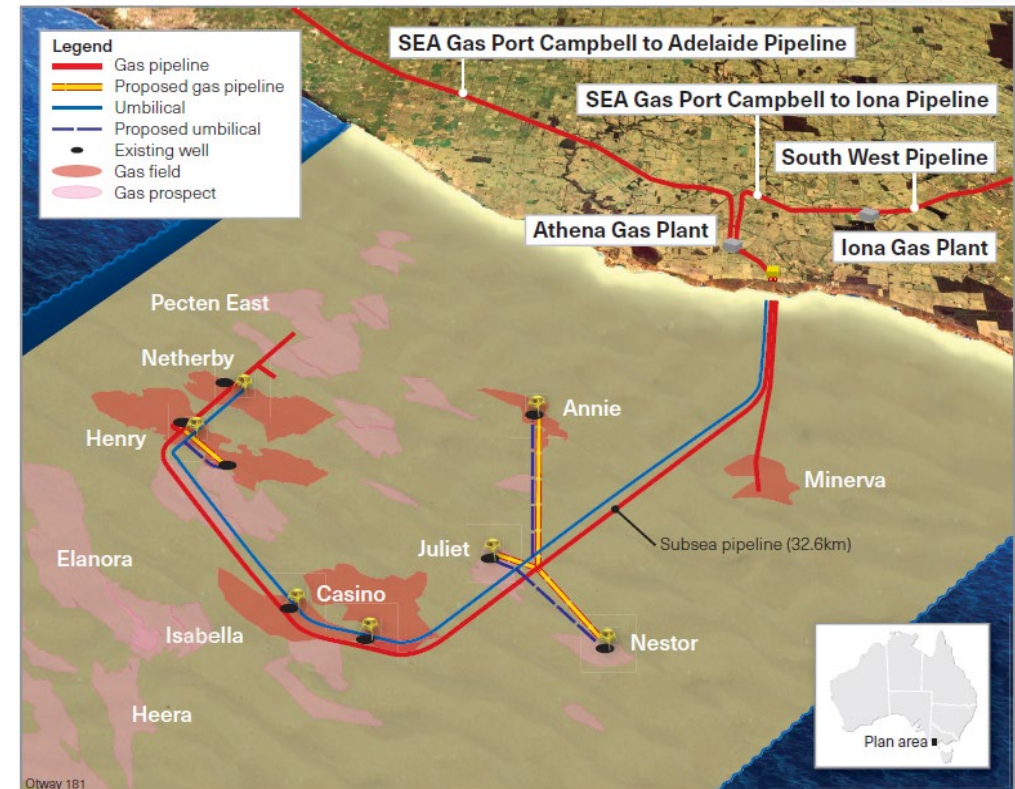 Legend
Gas pipeline
Proposed gas pipeline
Umbilical
Proposed umbilical
Existing well
Gas field
Gas prospect
SEA Gas Port Campbell to Adelaide Pipeline
SEA Gas Port Campbell to Iona Pipeline
South West Pipeline
Athena Gas Plant
Iona Gas Plant
Pecten East
Netherby
Henry
Annie
Minerva
Juliet
Subsea pipeline (32.6km)
Elanora
Casino
Isabella
Nestor
Heera
Plan area
Otway 181